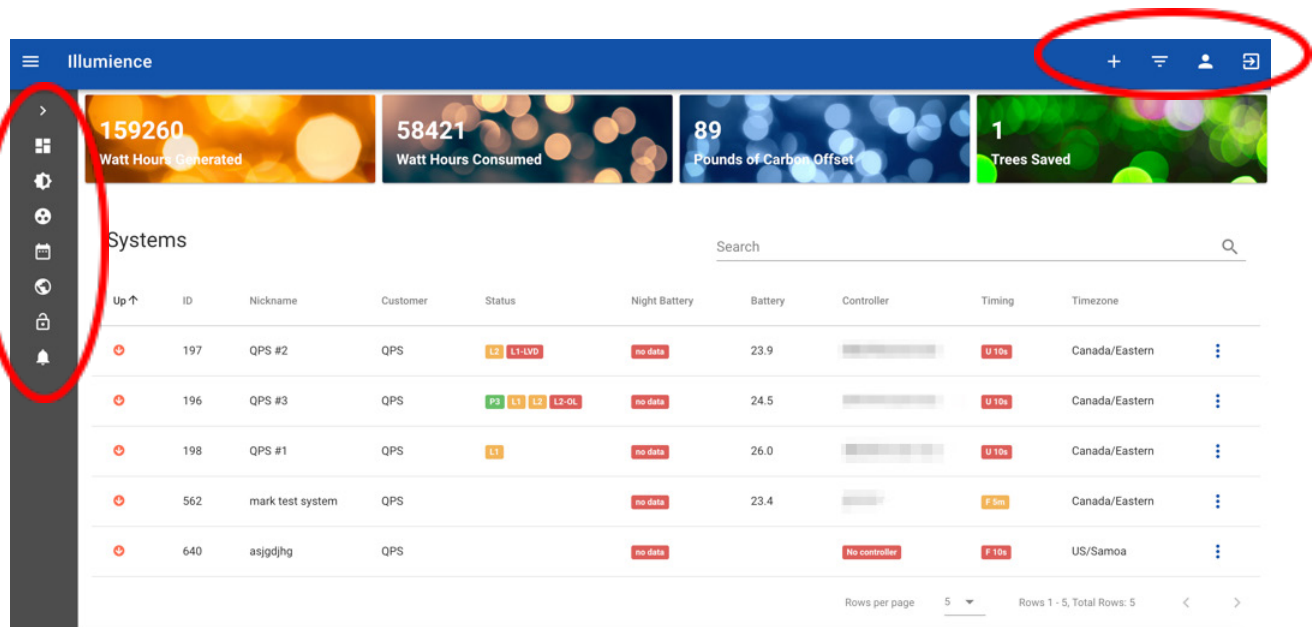 Illumience
159260
Watt Hours Generated
58421
Watt Hours Consumed
89
Pounds of Carbon Offset
1
Trees Saved
Systems
Search
Up ID Nickname Customer Status Night Battery Battery Controller Timing Timezone
197 QPS #2 QPS L2 L1-LVD no data 23.9 U 10s Canada/Eastern
196 QPS #3 QPS P3 L1 L2 L2-OL no data 24.5 U 10s Canada/Eastern
198 QPS #1 QPS L1 no data 26.0 U 10s Canada/Eastern
562 mark test system QPS no data 23.4 F 5m Canada/Eastern
640 asjgdjhg QPS no data No controller F 10s US/Samoa
Rows per page 5 Rows 1 - 5, Total Rows: 5